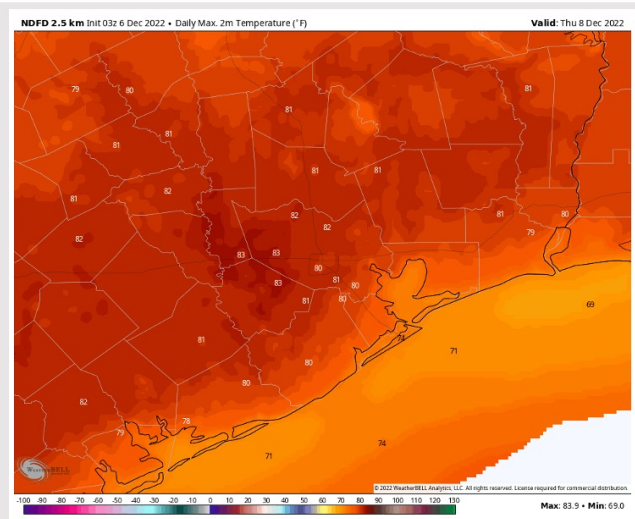 NDFD 2.5 km Init 03z 6 Dec 2022 • Daily Max. 2m Temperature (°F) Valid: Thu 8 Dec 2022
79 80 81
81
81 81
81 81
81 82
82 81 80
82 79
82
83 83
80
83 81 80
81 80
69
74
81 71
80
80
82
78
79
74
71
WeatherBELL
© 2022 WeatherBELL Analytics, LLC. All rights reserved. License required for commercial distribution.
-100 -90 -80 -70 -60 -50 -40 -30 -20 -10 0 10 20 30 40 50 60 70 80 90 100 110 120 130
Max: 83.9 • Min: 69.0